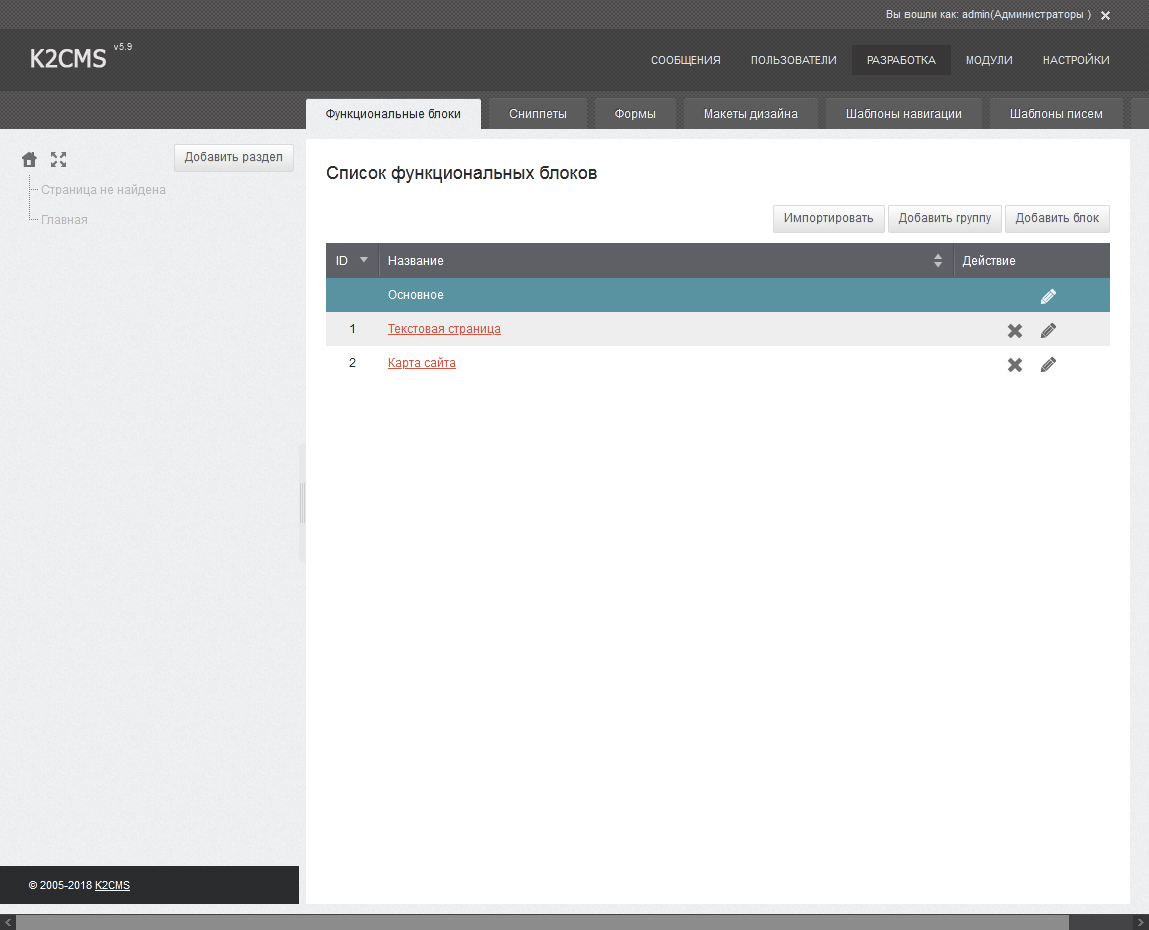 Вы вошли как: admin(Администраторы )
K2CMS v5.9
СООБЩЕНИЯ ПОЛЬЗОВАТЕЛИ РАЗРАБОТКА МОДУЛИ НАСТРОЙКИ
Функциональные блоки Сниппеты Формы Макеты дизайна Шаблоны навигации Шаблоны писем
Добавить раздел
Страница не найдена
Главная
Список функциональных блоков
Импортировать Добавить группу Добавить блок
ID Название Действие
Основное
1 Текстовая страница
2 Карта сайта
© 2005-2018 K2CMS